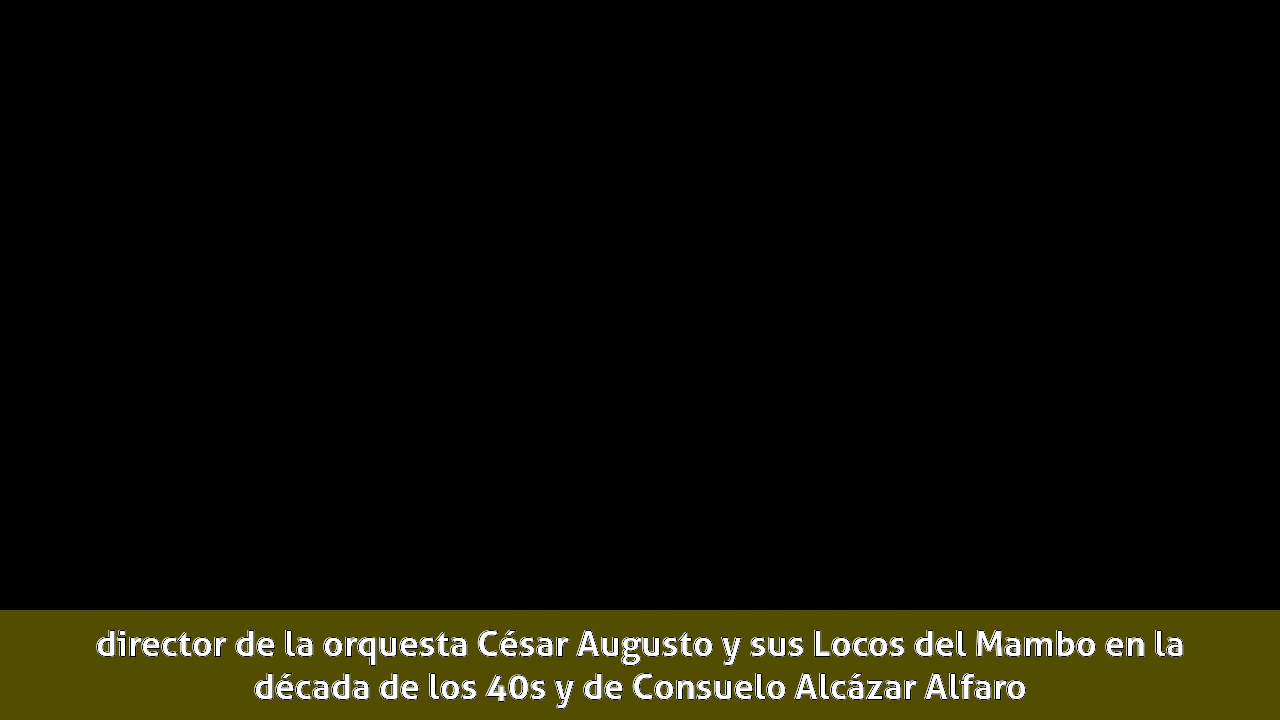 director de la orquesta César Augusto y sus Locos del Mambo en la
década de los 40s y de Consuelo Alcázar Alfaro